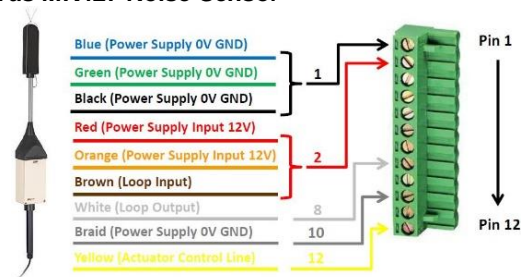 Blue (Power Supply 0V GND)
Green (Power Supply 0V GND)
Black (Power Supply 0V GND)
1
Red (Power Supply Input 12V)
Orange (Power Supply Input 12V)
Brown (Loop Input)
2
White (Loop Output)
8
Braid (Power Supply 0V GND)
10
Yellow (Actuator Control Line)
12
Pin 1
Pin 12